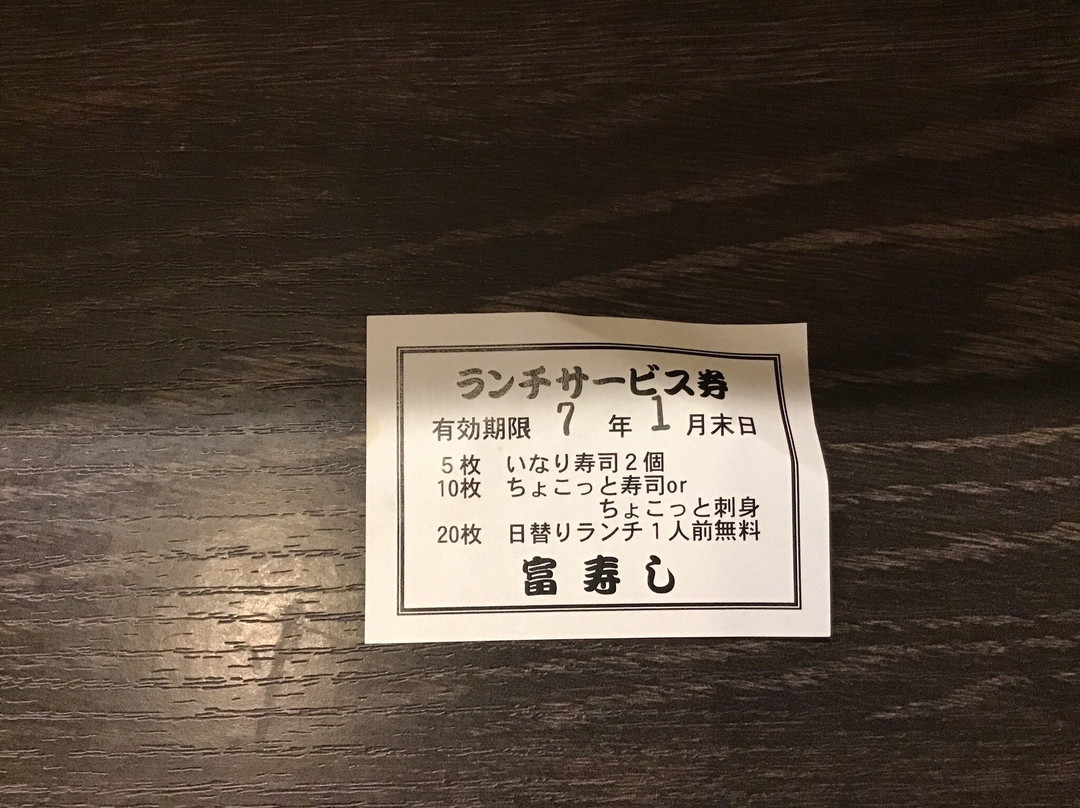 ランチサービス券
有効期限 7 年 1 月末日
5枚 いなり寿司2個
10枚 ちょこっと寿司or
ちょこっと刺身
20枚 日替りランチ1人前無料
富寿し